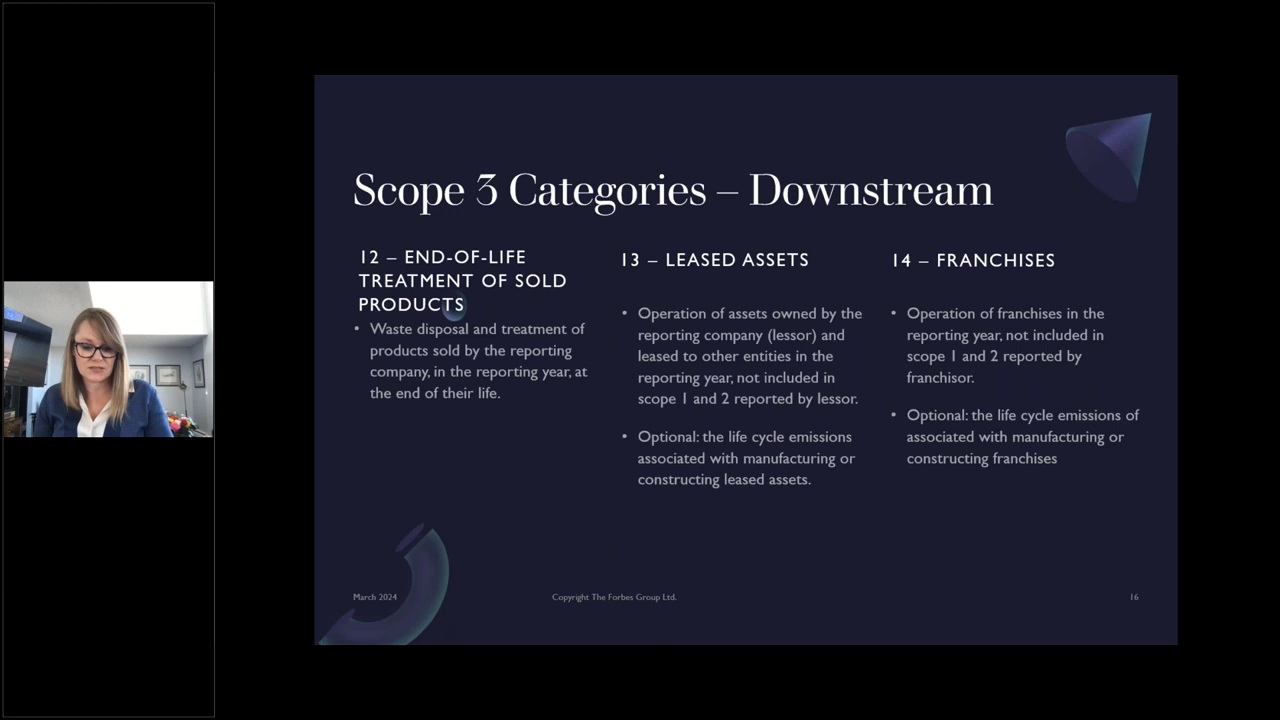 Scope 3 Categories – Downstream
12 – END-OF-LIFE
TREATMENT OF SOLD
PRODUCTS
• Waste disposal and treatment of
products sold by the reporting
company, in the reporting year, at
the end of their life.
13 – LEASED ASSETS
• Operation of assets owned by the
reporting company (lessor) and
leased to other entities in the
reporting year, not included in
scope 1 and 2 reported by lessor.
• Optional: the life cycle emissions
associated with manufacturing or
constructing leased assets.
14 – FRANCHISES
• Operation of franchises in the
reporting year, not included in
scope 1 and 2 reported by
franchisor.
• Optional: the life cycle emissions of
associated with manufacturing or
constructing franchises
March 2024
Copyright The Forbes Group Ltd.
16